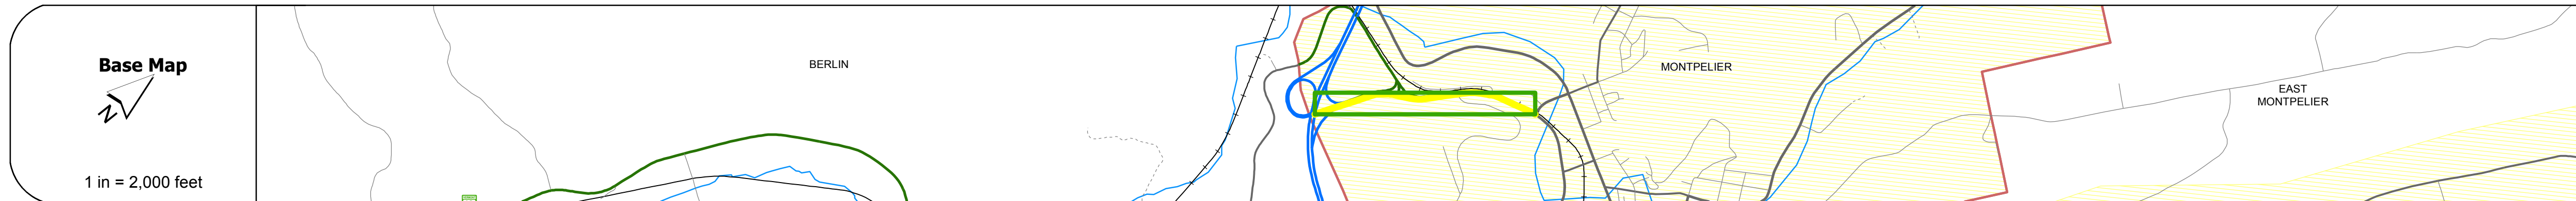 Base Map
N
1 in = 2,000 feet
BERLIN
MONTPELIER
EAST
MONTPELIER